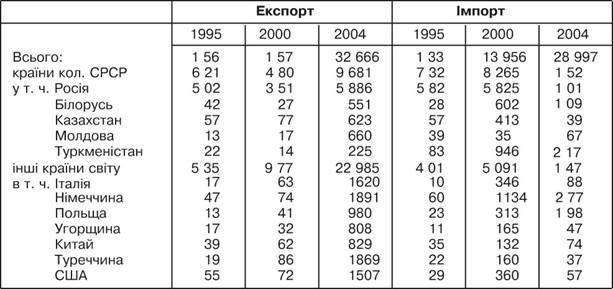 Експорт Імпорт
1995 2000 2004 1995 2000 2004
Всього: 1 56 1 57 32 666 1 33 13 956 28 997
країни кол. СРСР 6 21 4 80 9 681 7 32 8 265 1 52
у т. ч. Росія 5 02 3 51 5 886 5 82 5 825 1 01
Білорусь 42 27 551 28 602 1 09
Казахстан 57 77 623 57 413 39
Молдова 13 17 660 39 35 67
Туркменістан 22 14 225 83 946 2 17
інші країни світу 5 35 9 77 22 985 4 01 5 091 1 47
в т. ч. Італія 17 63 1620 10 346 88
Німеччина 47 74 1891 60 1134 2 77
Польща 13 41 980 23 313 1 98
Угорщина 17 32 808 11 165 47
Китай 39 62 829 35 132 74
Туреччина 19 86 1869 22 160 37
США 55 72 1507 29 360 57